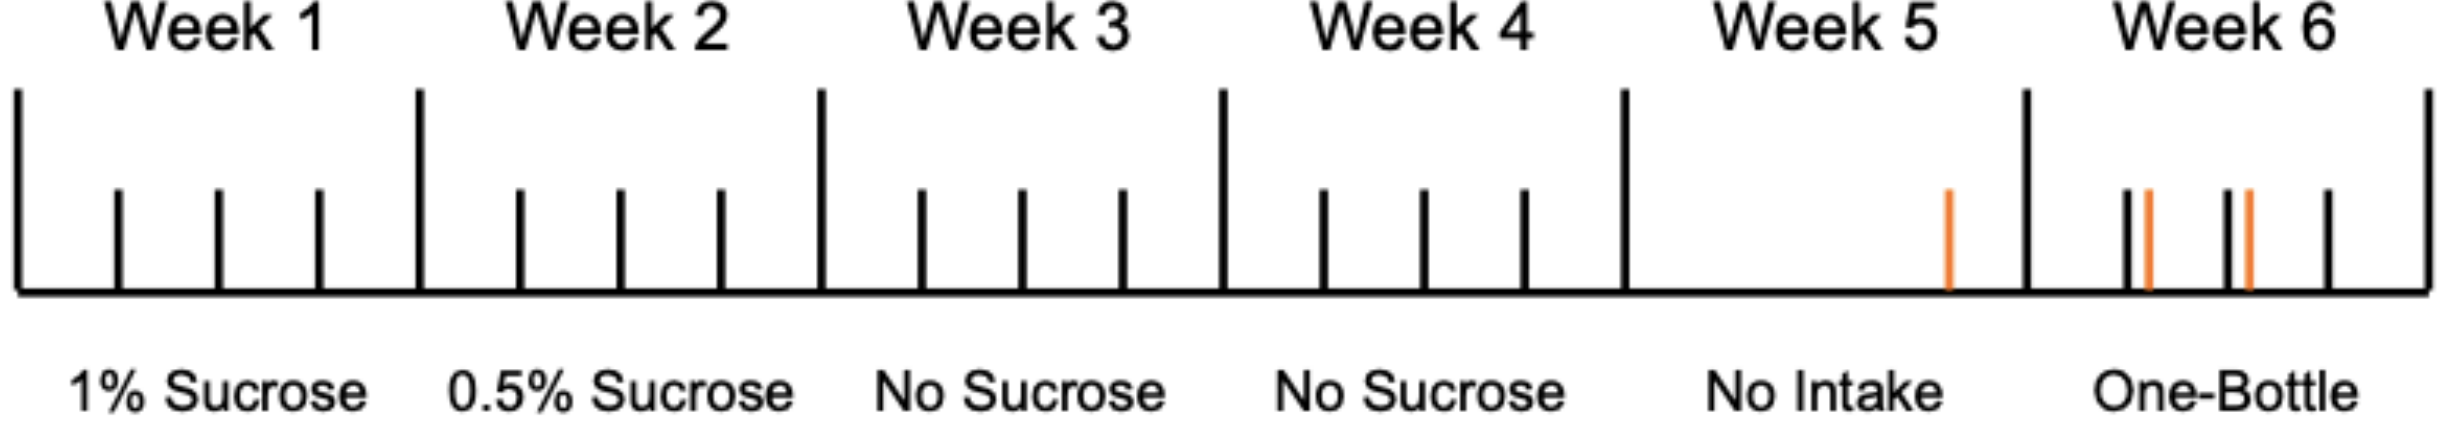 Week 1 Week 2 Week 3 Week 4 Week 5 Week 6
1% Sucrose 0.5% Sucrose No Sucrose No Sucrose No Intake One-Bottle